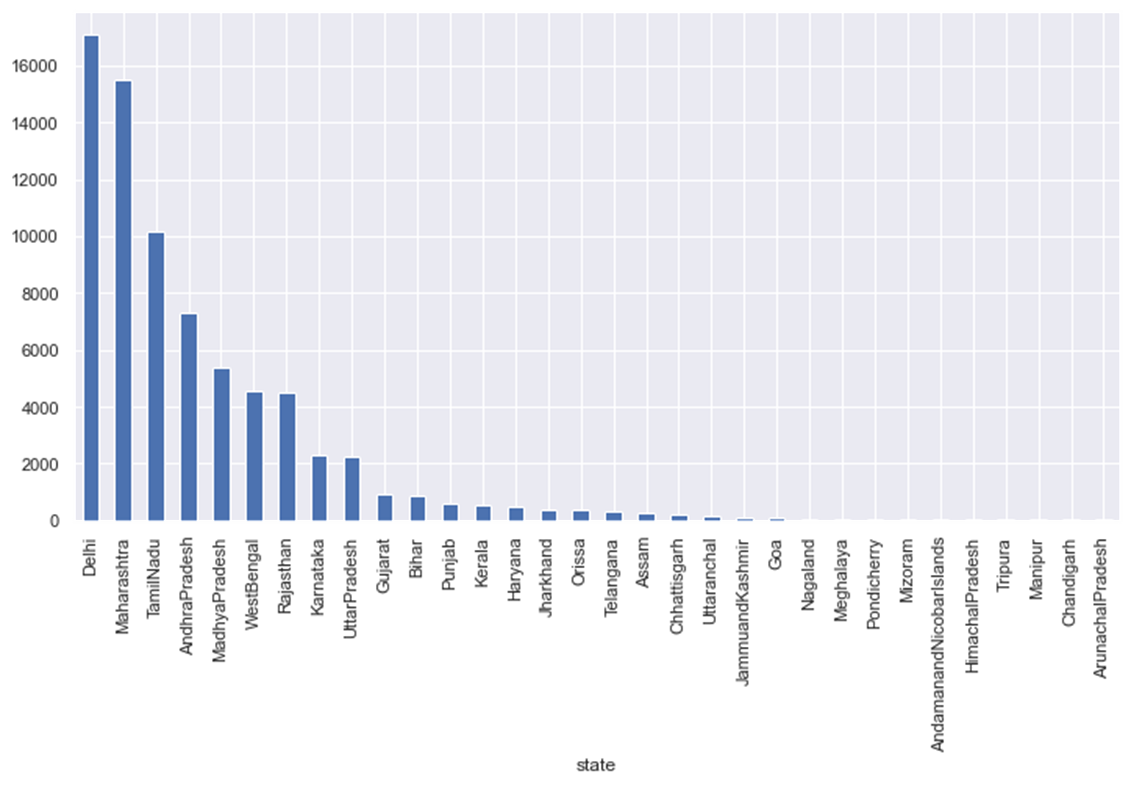 16000
14000
12000
10000
8000
6000
4000
2000
0
Delhi
Maharashtra
TamilNadu
AndhraPradesh
MadhyaPradesh
WestBengal
Rajasthan
Karnataka
UttarPradesh
Gujarat
Bihar
Punjab
Kerala
Haryana
Jharkhand
Orissa
Telangana
Assam
Chhattisgarh
Uttaranchal
JammuandKashmir
Goa
Nagaland
Meghalaya
Pondicherry
Mizoram
AndamanandNicobarIslands
HimachalPradesh
Tripura
Manipur
Chandigarh
ArunachalPradesh
state